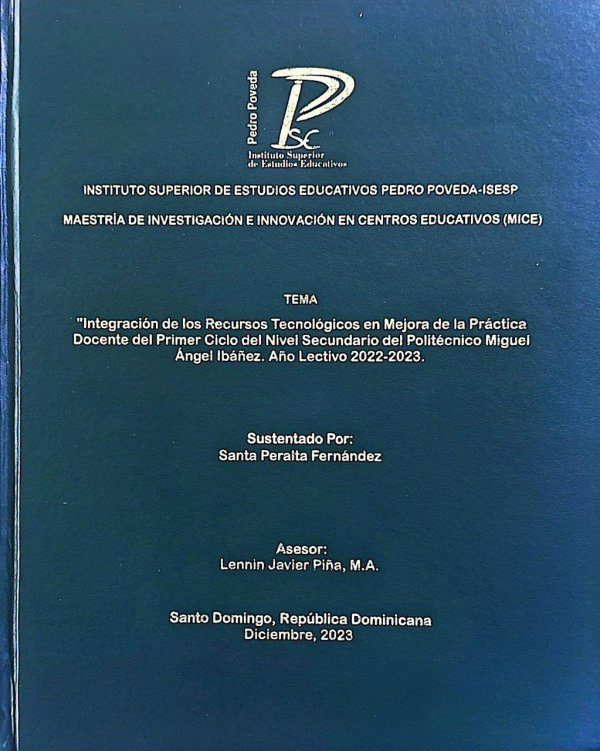 Pedro Poveda
PSC
Instituto Superior
de Estudios Educativos
INSTITUTO SUPERIOR DE ESTUDIOS EDUCATIVOS PEDRO POVEDA-ISESP
MAESTRÍA DE INVESTIGACIÓN E INNOVACIÓN EN CENTROS EDUCATIVOS (MICE)
TEMA
"Integración de los Recursos Tecnológicos en Mejora de la Práctica
Docente del Primer Ciclo del Nivel Secundario del Politécnico Miguel
Ángel Ibáñez. Año Lectivo 2022-2023.
Sustentado Por:
Santa Peralta Fernández
Asesor:
Lennin Javier Piña, M.A.
Santo Domingo, República Dominicana
Diciembre, 2023